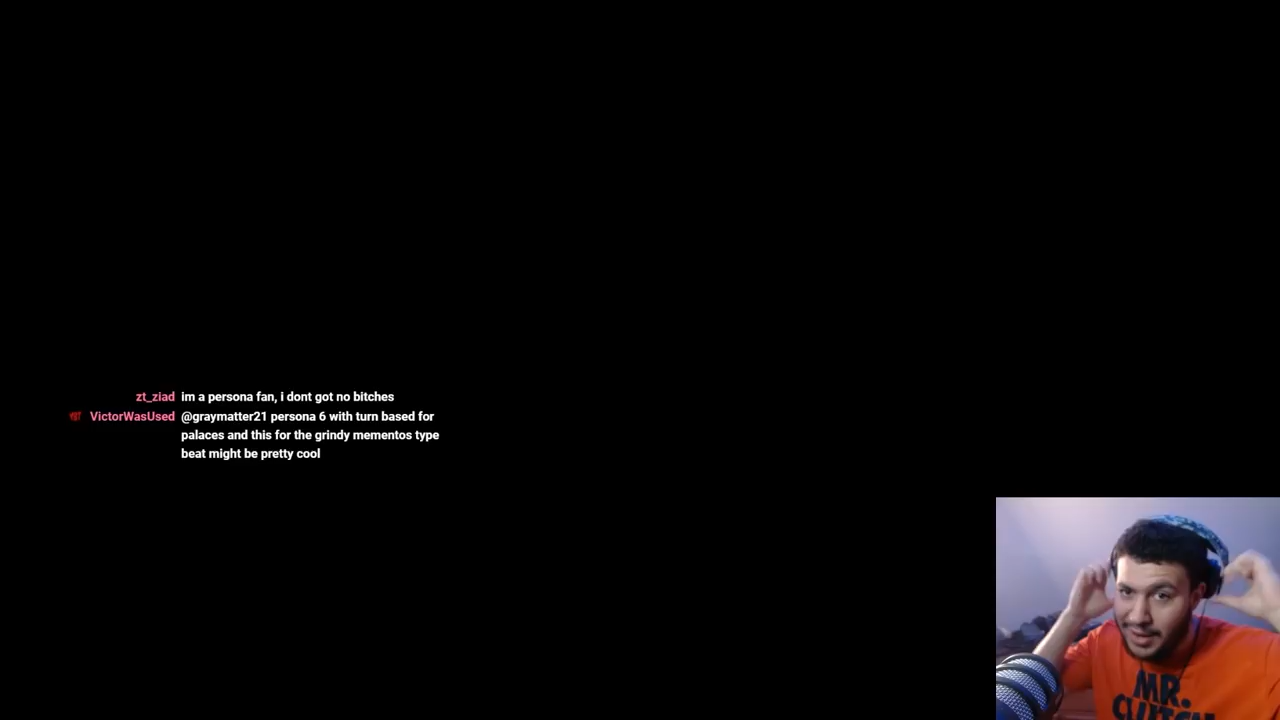 zt_ziad im a persona fan, i dont got no bitches
VictorWasUsed @graymatter21 persona 6 with turn based for
palaces and this for the grindy mementos type
beat might be pretty cool
MR.
CLUTCH